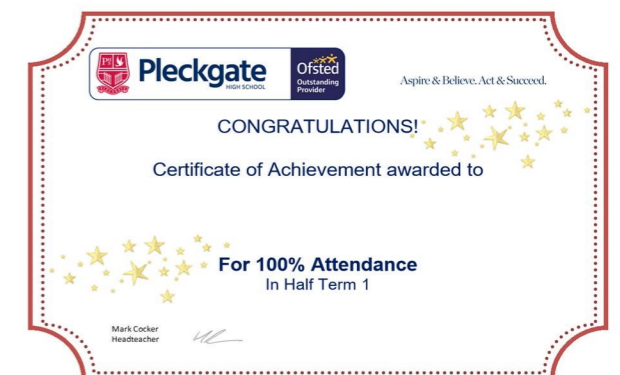 Pleckgate
HIGH SCHOOL
Ofsted
Outstanding
Provider
Aspire & Believe. Act & Succeed.
CONGRATULATIONS!
Certificate of Achievement awarded to
For 100% Attendance
In Half Term 1
Mark Cocker
Headteacher